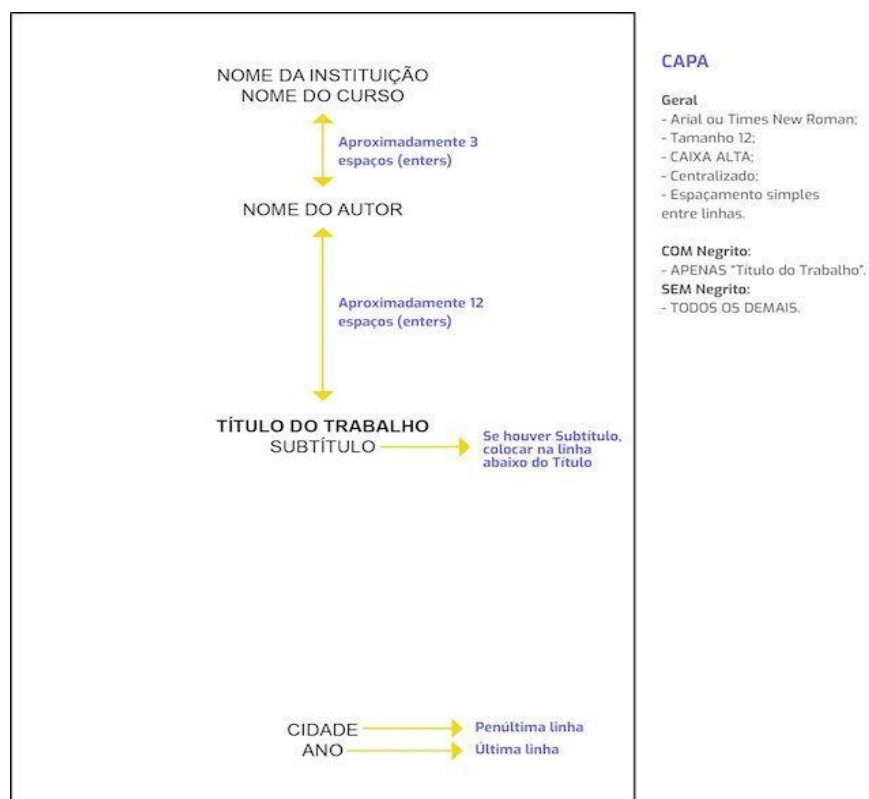 NOME DA INSTITUIÇÃO
NOME DO CURSO
Aproximadamente 3
espaços (enters)
NOME DO AUTOR
Aproximadamente 12
espaços (enters)
TÍTULO DO TRABALHO
SUBTÍTULO
Se houver Subtítulo,
colocar na linha
abaixo do Título
CIDADE
Penúltima linha
ANO
Última linha
CAPA
Geral
- Arial ou Times New Roman;
- Tamanho 12;
- CAIXA ALTA;
- Centralizado;
- Espaçamento simples
entre linhas.
COM Negrito:
- APENAS "Título do Trabalho".
SEM Negrito:
- TODOS OS DEMAIS.